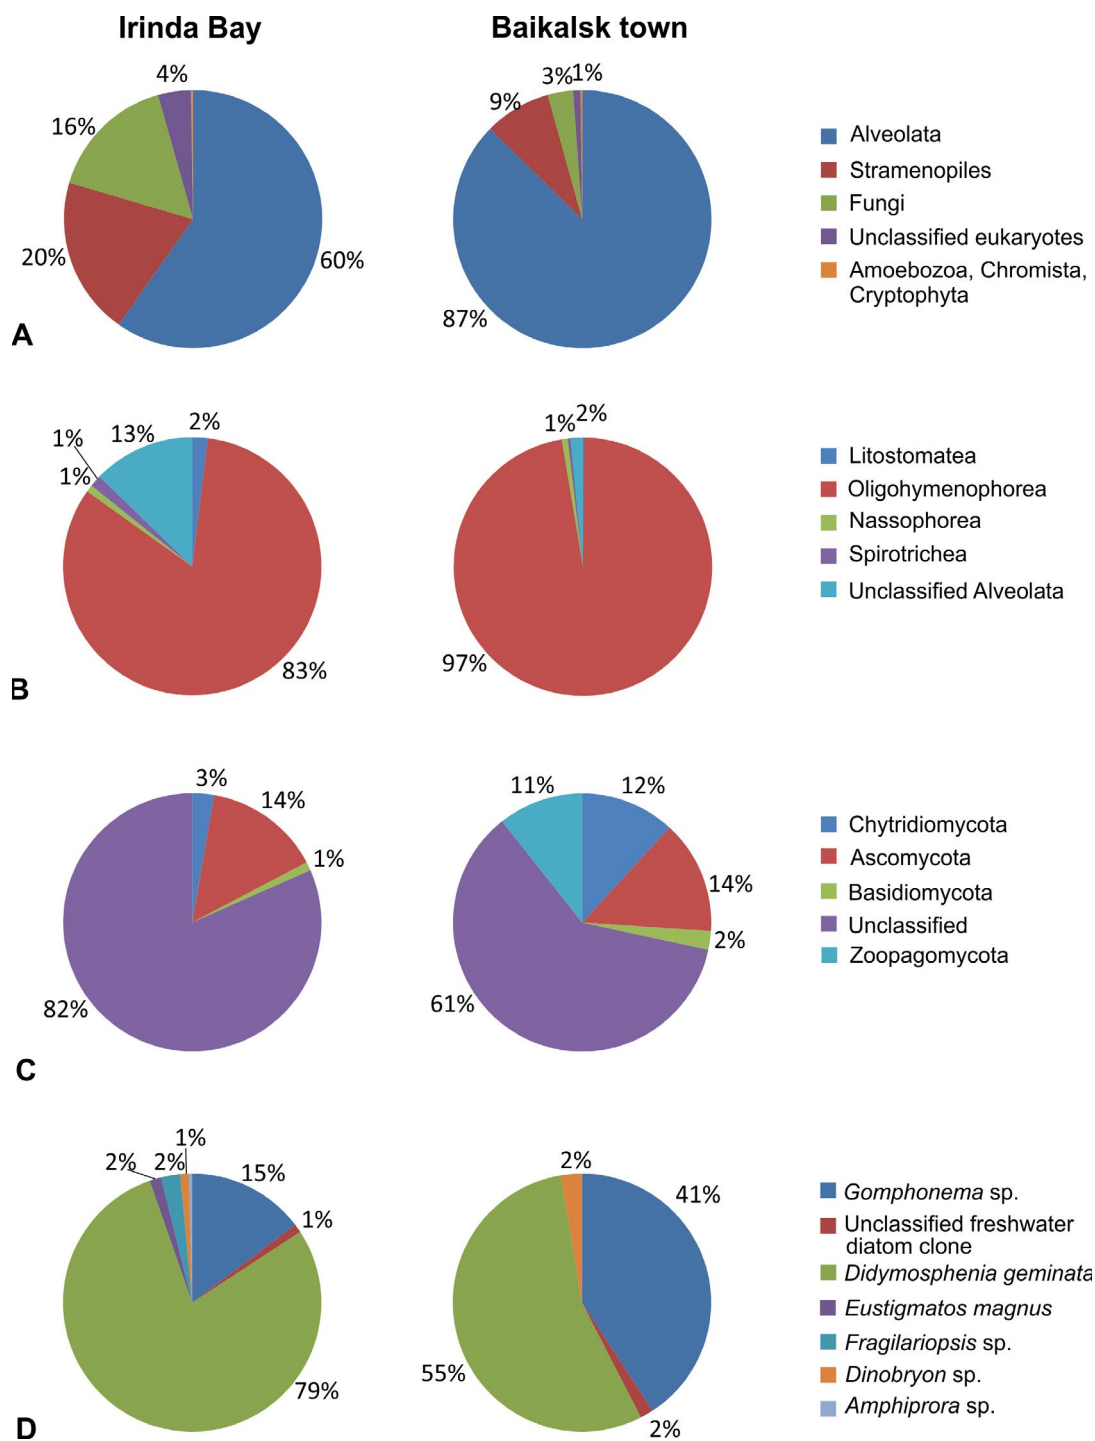 Irinda Bay
Baikalsk town
4%
16%
20%
60%
3%
1%
9%
87%
Alveolata
Stramenopiles
Fungi
Unclassified eukaryotes
Amoebozoa, Chromista,
Cryptophyta
A
1%
13%
2%
1%
83%
1%
2%
97%
Litostomatea
Oligohymenophorea
Nassophorea
Spirotrichea
Unclassified Alveolata
B
3%
14%
1%
82%
11%
12%
14%
2%
61%
Chytridiomycota
Ascomycota
Basidiomycota
Unclassified
Zoopagomycota
C
1%
2%
2%
15%
1%
79%
2%
41%
55%
2%
Gomphonema sp.
Unclassified freshwater
diatom clone
Didymosphenia geminata
Eustigmatos magnus
Fragilariopsis sp.
Dinobryon sp.
Amphiprora sp.
D